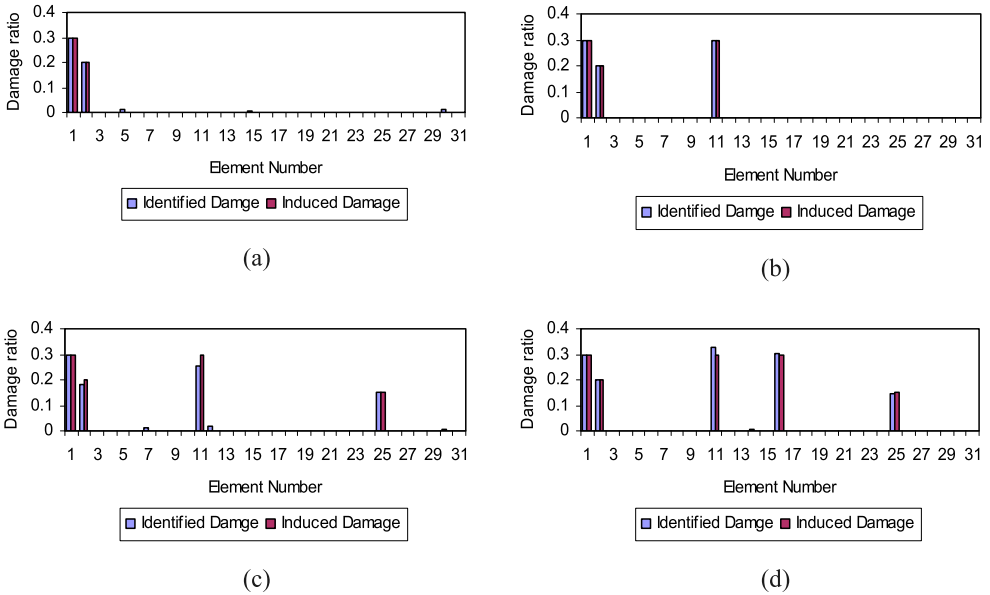 Damage ratio
0.4
0.3
0.2
0.1
0
1 3 5 7 9 11 13 15 17 19 21 23 25 27 29 31
Element Number
Identified Damge Induced Damage
(a)
Damage ratio
0.4
0.3
0.2
0.1
0
1 3 5 7 9 11 13 15 17 19 21 23 25 27 29 31
Element Number
Identified Damge Induced Damage
(b)
Damage ratio
0.4
0.3
0.2
0.1
0
1 3 5 7 9 11 13 15 17 19 21 23 25 27 29 31
Element Number
Identified Damge Induced Damage
(c)
Damage ratio
0.4
0.3
0.2
0.1
0
1 3 5 7 9 11 13 15 17 19 21 23 25 27 29 31
Element Number
Identified Damge Induced Damage
(d)